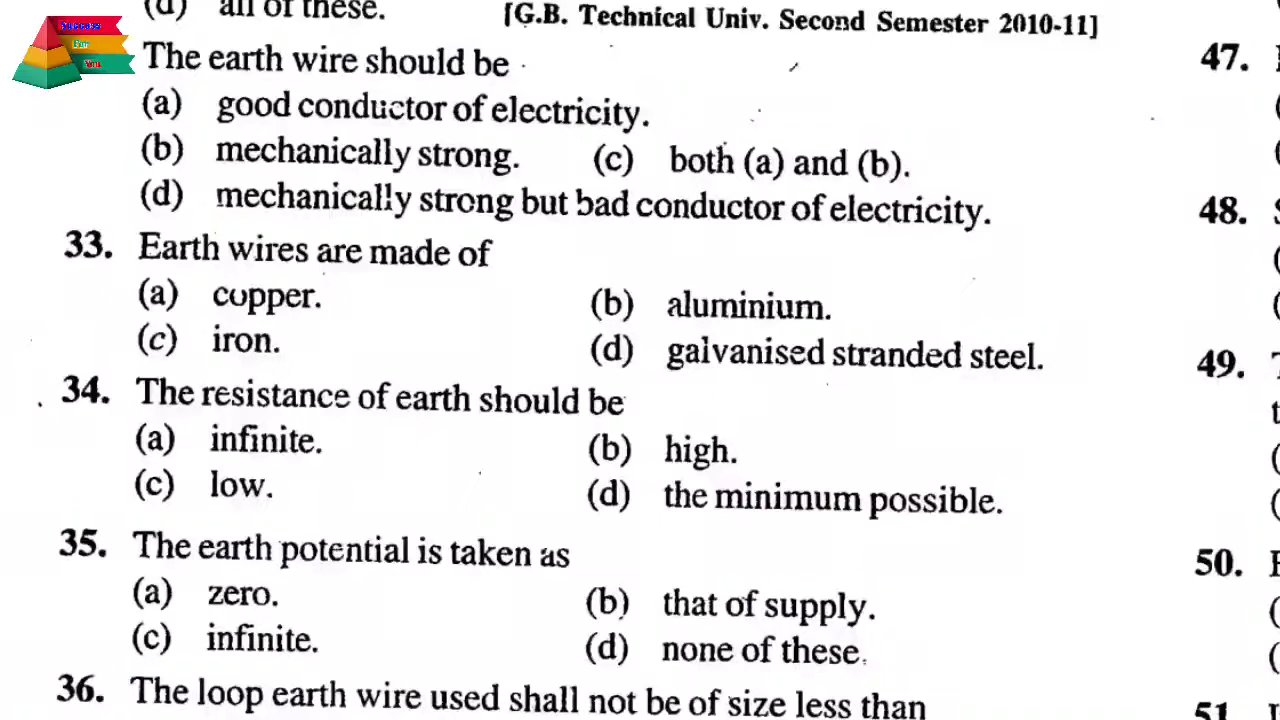 Success
For
You
(d) all of these.
[G.B. Technical Univ. Second Semester 2010-11]
The earth wire should be
(a) good conductor of electricity.
(b) mechanically strong. (c) both (a) and (b).
(d) mechanically strong but bad conductor of electricity.
33. Earth wires are made of
(a) copper. (b) aluminium.
(c) iron. (d) galvanised stranded steel.
34. The resistance of earth should be
(a) infinite. (b) high.
(c) low. (d) the minimum possible.
35. The earth potential is taken as
(a) zero. (b) that of supply.
(c) infinite. (d) none of these.
36. The loop earth wire used shall not be of size less than
47.
48.
49.
50.
51.